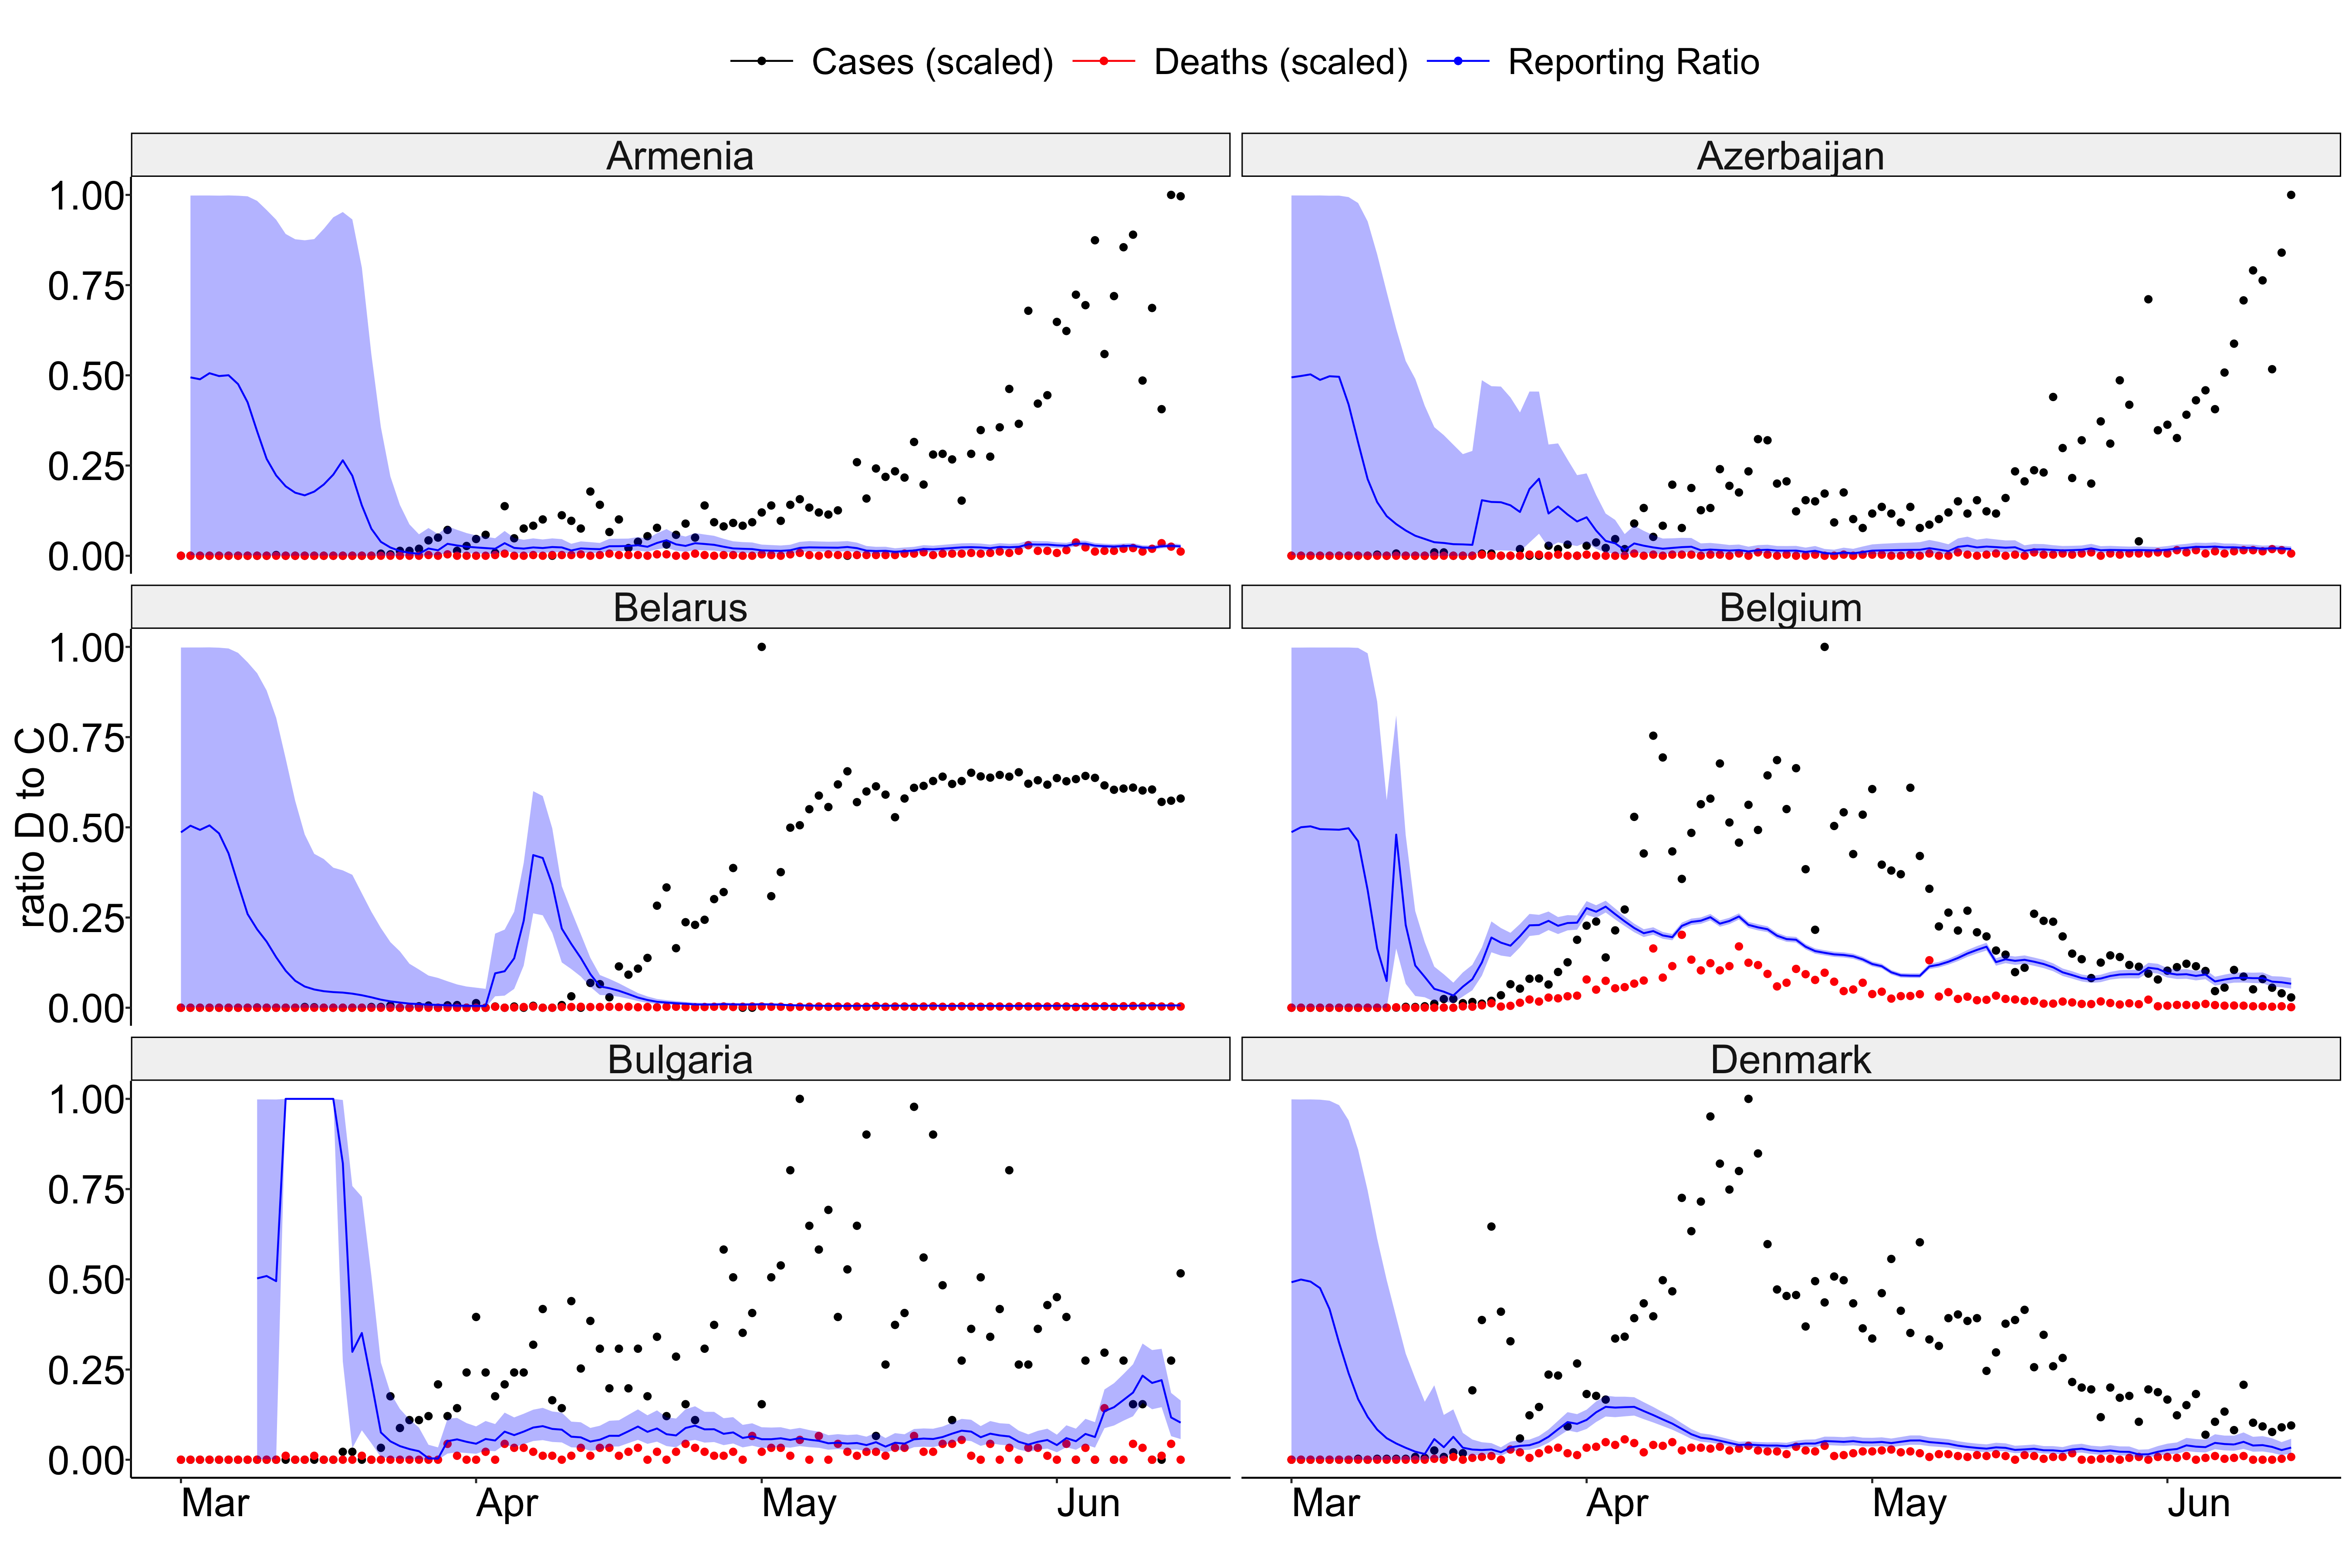 Cases (scaled) Deaths (scaled) Reporting Ratio
Armenia Azerbaijan
1.00
0.75
0.50
0.25
0.00
Belarus Belgium
1.00
0.75
0.50
0.25
0.00
ratio D to C
Bulgaria Denmark
1.00
0.75
0.50
0.25
0.00
Mar Apr May Jun Mar Apr May Jun